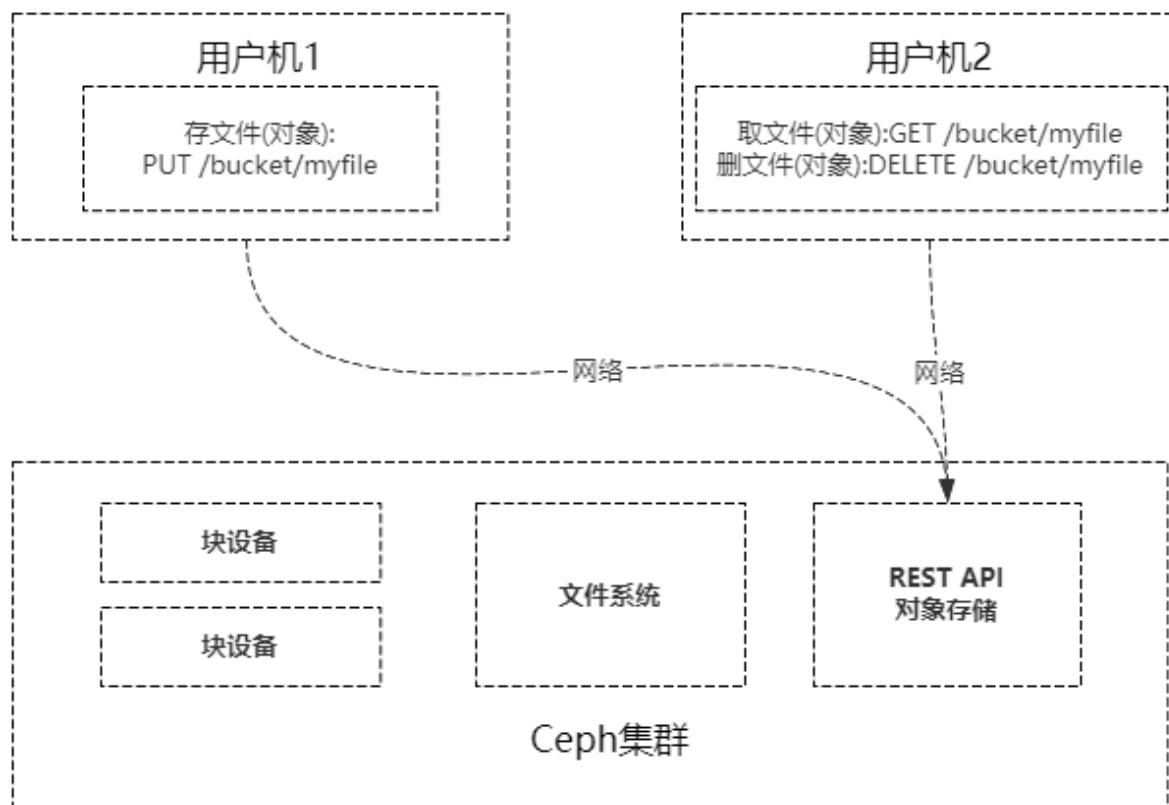 用户机1
存文件(对象):
PUT /bucket/myfile
用户机2
取文件(对象):GET /bucket/myfile
删文件(对象):DELETE /bucket/myfile
网络
网络
块设备
块设备
文件系统
REST API
对象存储
Ceph集群